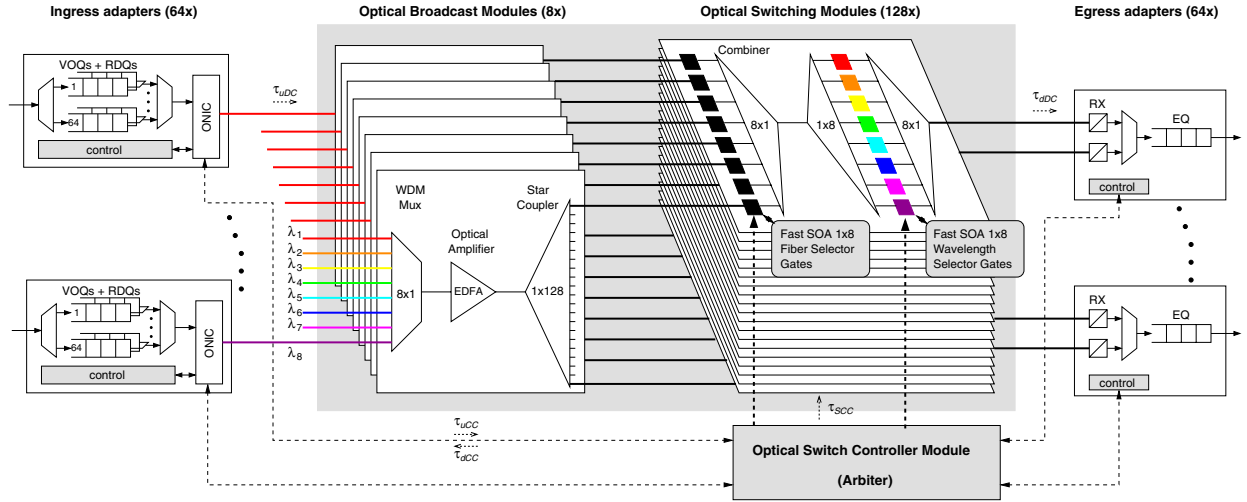 Ingress adapters (64x)
Optical Broadcast Modules (8x)
Optical Switching Modules (128x)
Egress adapters (64x)
VOQs + RDQs
1
64
control
ONIC
τuDC
Combiner
8x1
1x8
8x1
τdDC
RX
EQ
control
WDM
Mux
Star
Coupler
Optical
Amplifier
8x1
EDFA
1x128
λ1
λ2
λ3
λ4
λ5
λ6
λ7
λ8
Fast SOA 1x8
Fiber Selector
Gates
Fast SOA 1x8
Wavelength
Selector Gates
VOQs + RDQs
1
64
control
ONIC
RX
EQ
control
τSCC
τuCC
τdCC
Optical Switch Controller Module
(Arbiter)